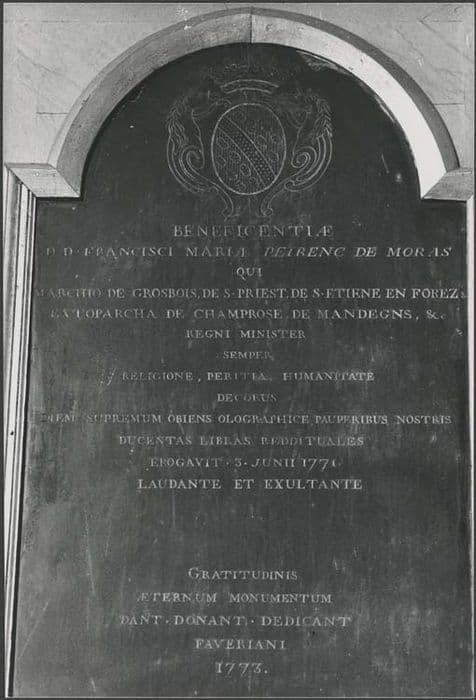 BENEFICENTIÆ
D D · FRANCISCI MARIÆ PEIRENC DE MORAS
QUI
MARCHIO DE GROSBOIS, DE S · PRIEST, DE S · ETIENE EN FOREZ
EX TOPARCHA DE CHAMPROSE, DE MANDEGNS, &c
REGNI MINISTER
SEMPER
RELIGIONE, PERITIA, HUMANITATE
DECORUS
DIEM SUPREMUM OBIENS OLOGRAPHICE PAUPERIBUS NOSTRIS
DUCENTAS LIBRAS REDDITUALES
EROGAVIT · 3 · JUNII 1771
LAUDANTE ET EXULTANTE
GRATITUDINIS
ÆTERNUM MONUMENTUM
DANT · DONANT · DEDICANT
FAVERIANI
1773.